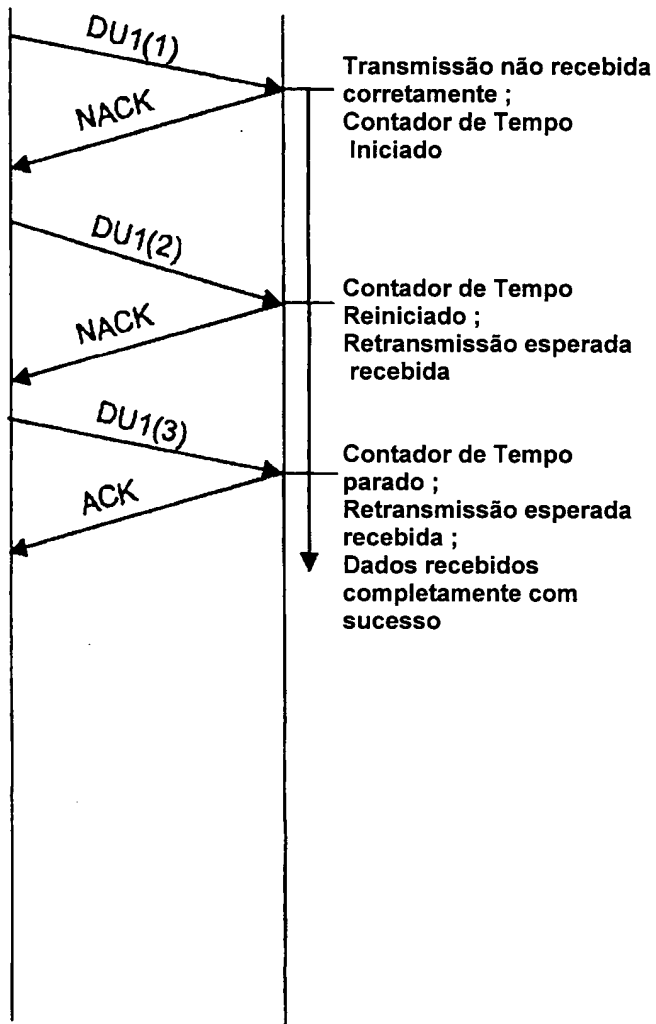 DU1(1)
Transmissão não recebida
corretamente ;
Contador de Tempo
Iniciado
NACK
DU1(2)
Contador de Tempo
Reiniciado ;
Retransmissão esperada
recebida
NACK
DU1(3)
Contador de Tempo
parado ;
Retransmissão esperada
recebida ;
Dados recebidos
completamente com
sucesso
ACK